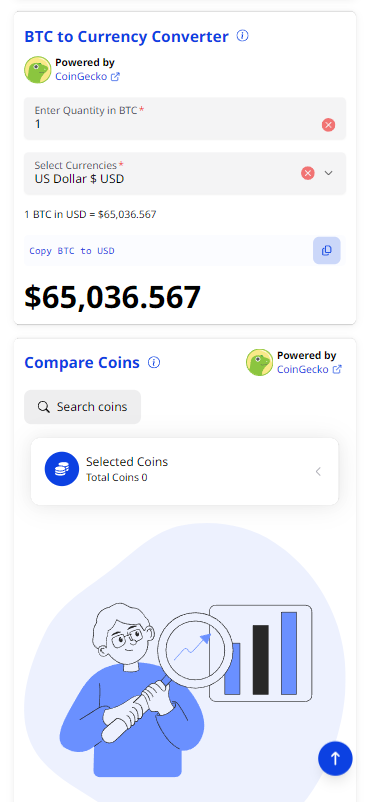 BTC to Currency Converter
Powered by
CoinGecko
Enter Quantity in BTC*
1
Select Currencies*
US Dollar $ USD
1 BTC in USD = $65,036.567
Copy BTC to USD
$65,036.567
Compare Coins
Powered by
CoinGecko
Search coins
Selected Coins
Total Coins 0